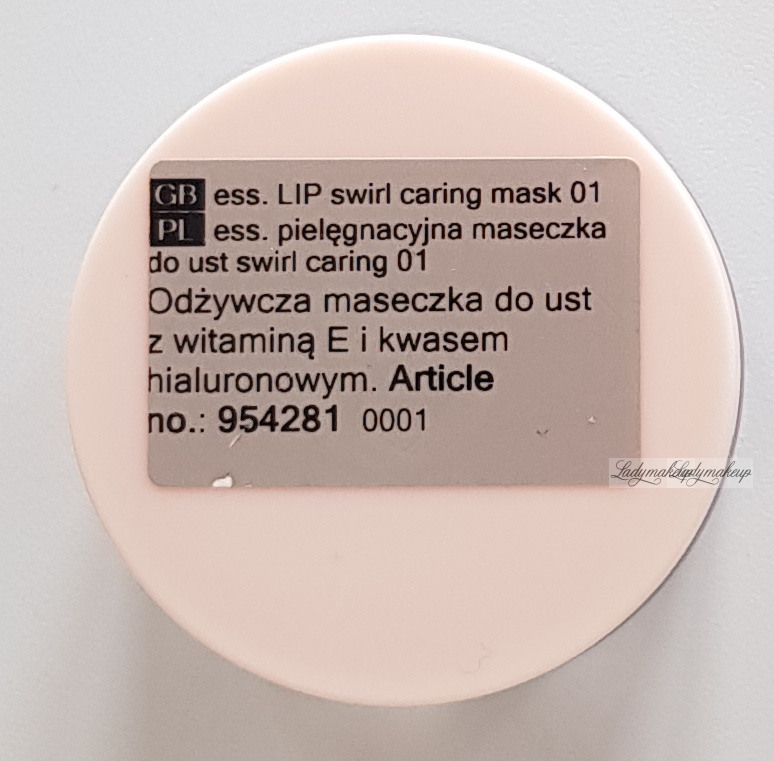 GB ess. LIP swirl caring mask 01
PL ess. pielęgnacyjna maseczka
do ust swirl caring 01
Odżywcza maseczka do ust
z witaminą E i kwasem
hialuronowym. Article
no.: 954281 0001
Ladymakeup